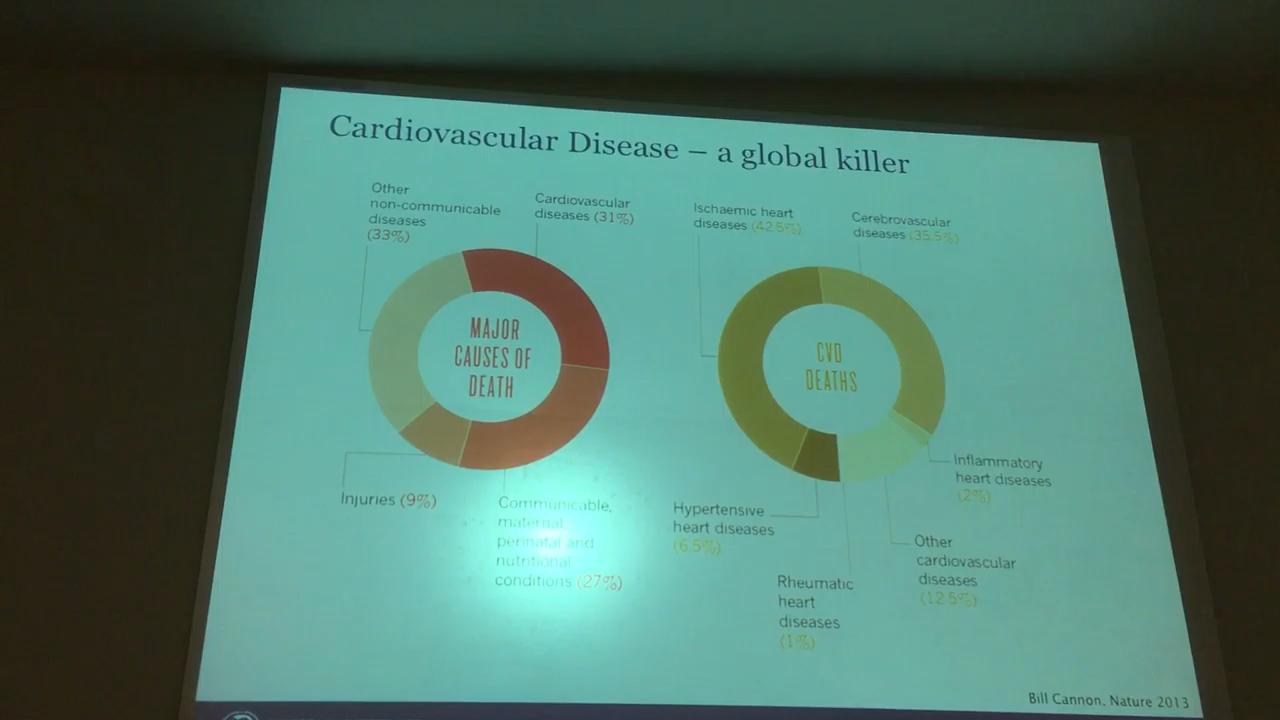 Cardiovascular Disease – a global killer
Other
non-communicable
diseases
(33%)
Cardiovascular
diseases (31%)
MAJOR
CAUSES OF
DEATH
Injuries (9%)
Communicable,
maternal,
perinatal and
nutritional
conditions (27%)
Ischaemic heart
diseases (42.5%)
Cerebrovascular
diseases (35.5%)
CVD
DEATHS
Inflammatory
heart diseases
(2%)
Hypertensive
heart diseases
(6.5%)
Other
cardiovascular
diseases
(12.5%)
Rheumatic
heart
diseases
(1%)
Bill Cannon, Nature 2013